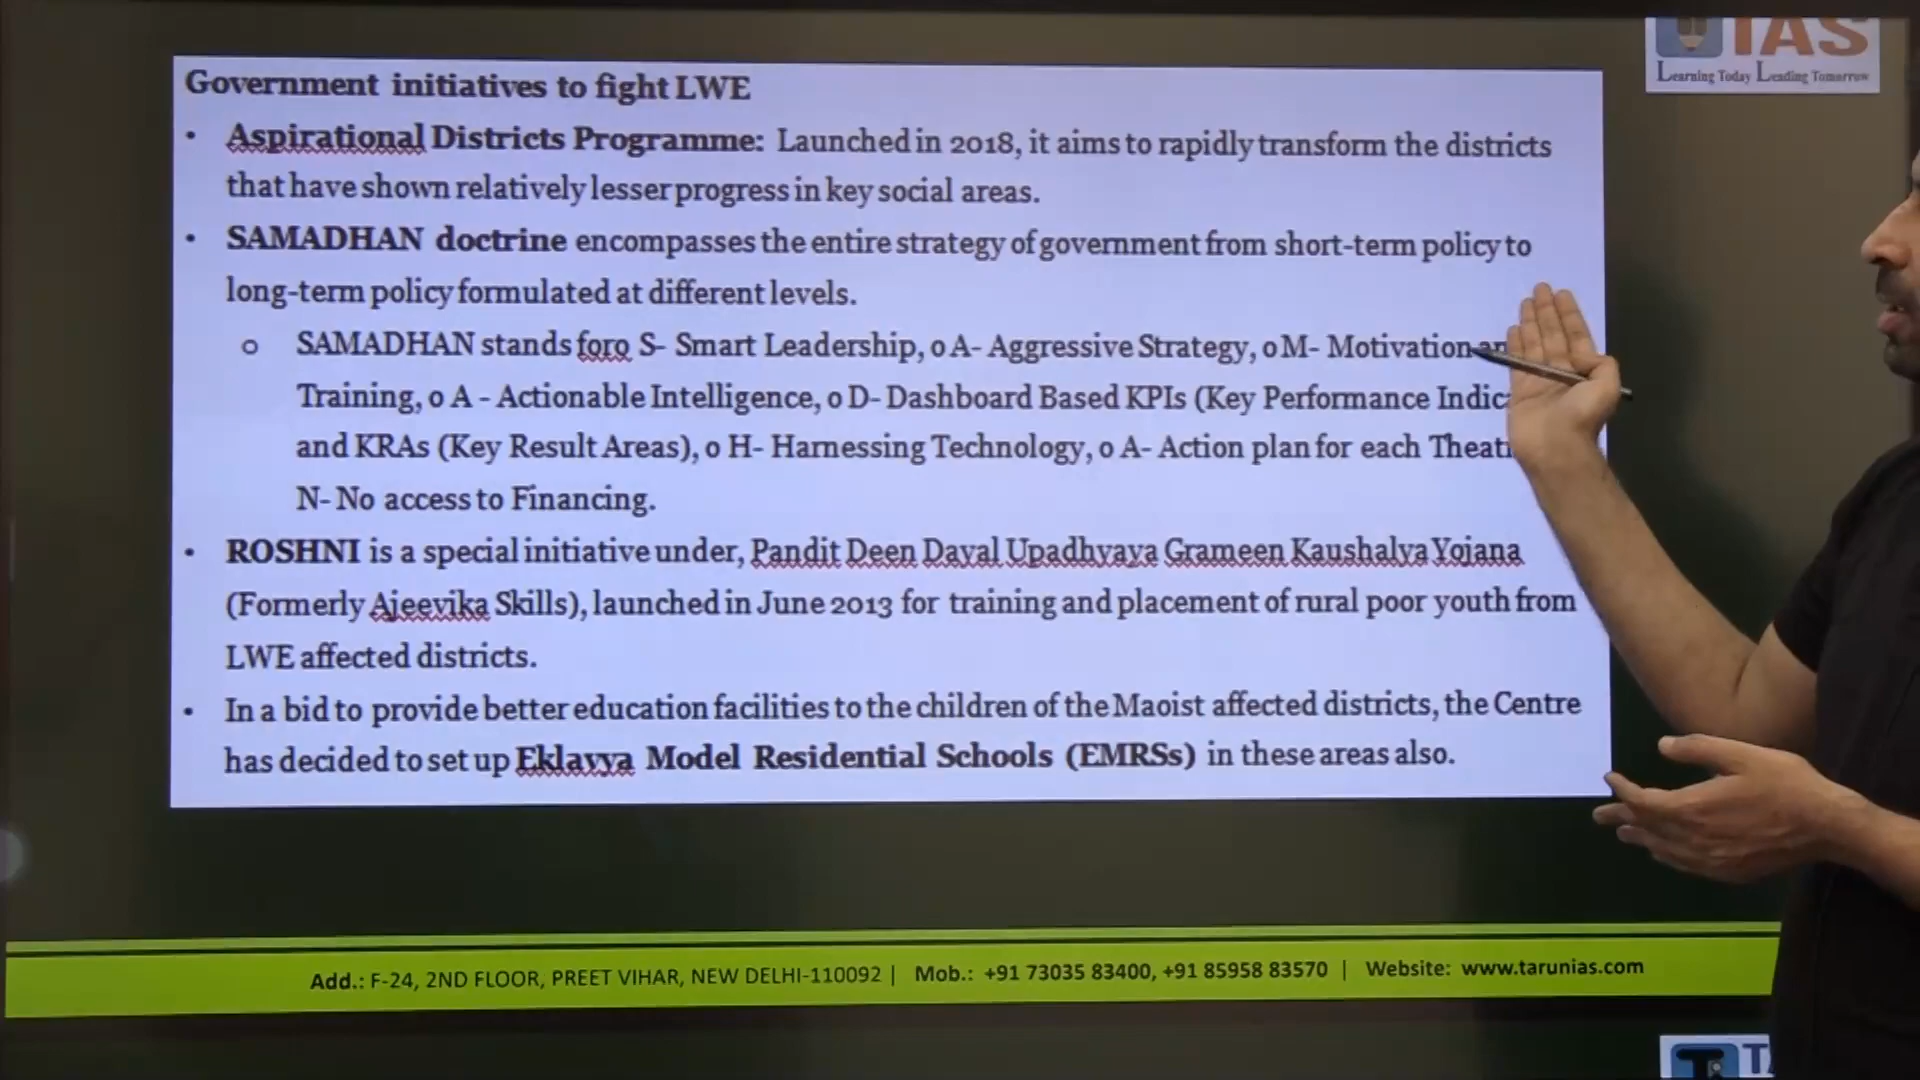 IAS
Learning Today Leading Tomorrow
Government initiatives to fight LWE
• Aspirational Districts Programme: Launched in 2018, it aims to rapidly transform the districts
that have shown relatively lesser progress in key social areas.
• SAMADHAN doctrine encompasses the entire strategy of government from short-term policy to
long-term policy formulated at different levels.
o SAMADHAN stands foro S- Smart Leadership, o A- Aggressive Strategy, o M- Motivation
Training, o A - Actionable Intelligence, o D- Dashboard Based KPIs (Key Performance
and KRAs (Key Result Areas), o H- Harnessing Technology, o A- Action plan for each
N- No access to Financing.
• ROSHNI is a special initiative under, Pandit Deen Dayal Upadhyaya Grameen Kaushalya Yojana
(Formerly Ajeevika Skills), launched in June 2013 for training and placement of rural poor youth from
LWE affected districts.
• In a bid to provide better education facilities to the children of the Maoist affected districts, the Centre
has decided to set up Eklavya Model Residential Schools (EMRSs) in these areas also.
Add.: F-24, 2ND FLOOR, PREET VIHAR, NEW DELHI-110092 | Mob.: +91 73035 83400, +91 85958 83570 | Website: www.tarunias.com